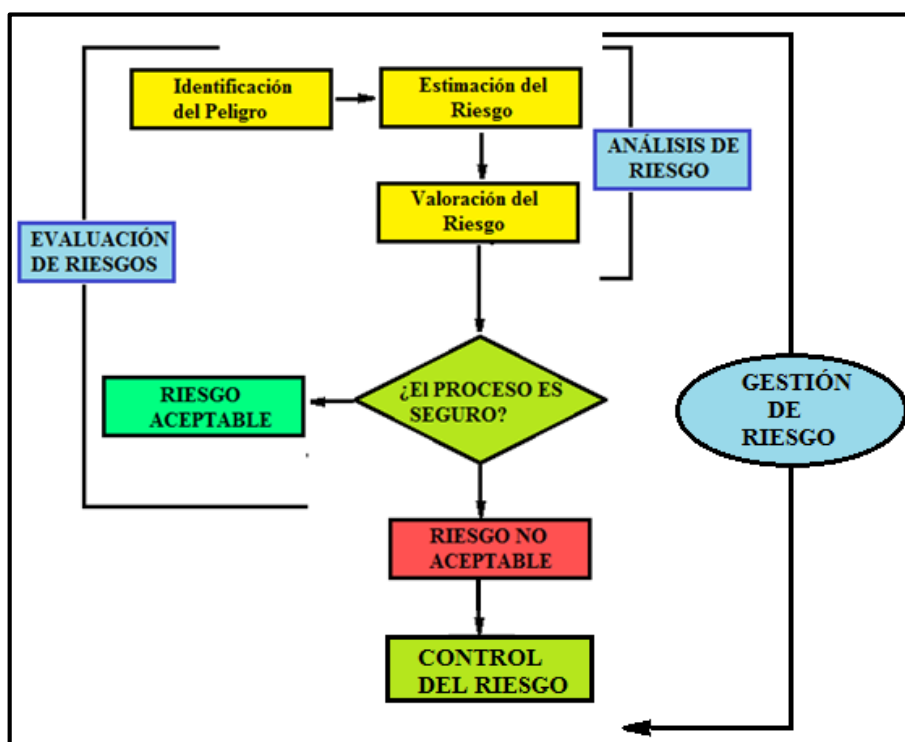 Identificación
del Peligro
Estimación del
Riesgo
ANÁLISIS DE
RIESGO
Valoración del
Riesgo
EVALUACIÓN
DE RIESGOS
¿El PROCESO ES
SEGURO?
RIESGO
ACEPTABLE
GESTIÓN
DE
RIESGO
RIESGO NO
ACEPTABLE
CONTROL
DEL RIESGO